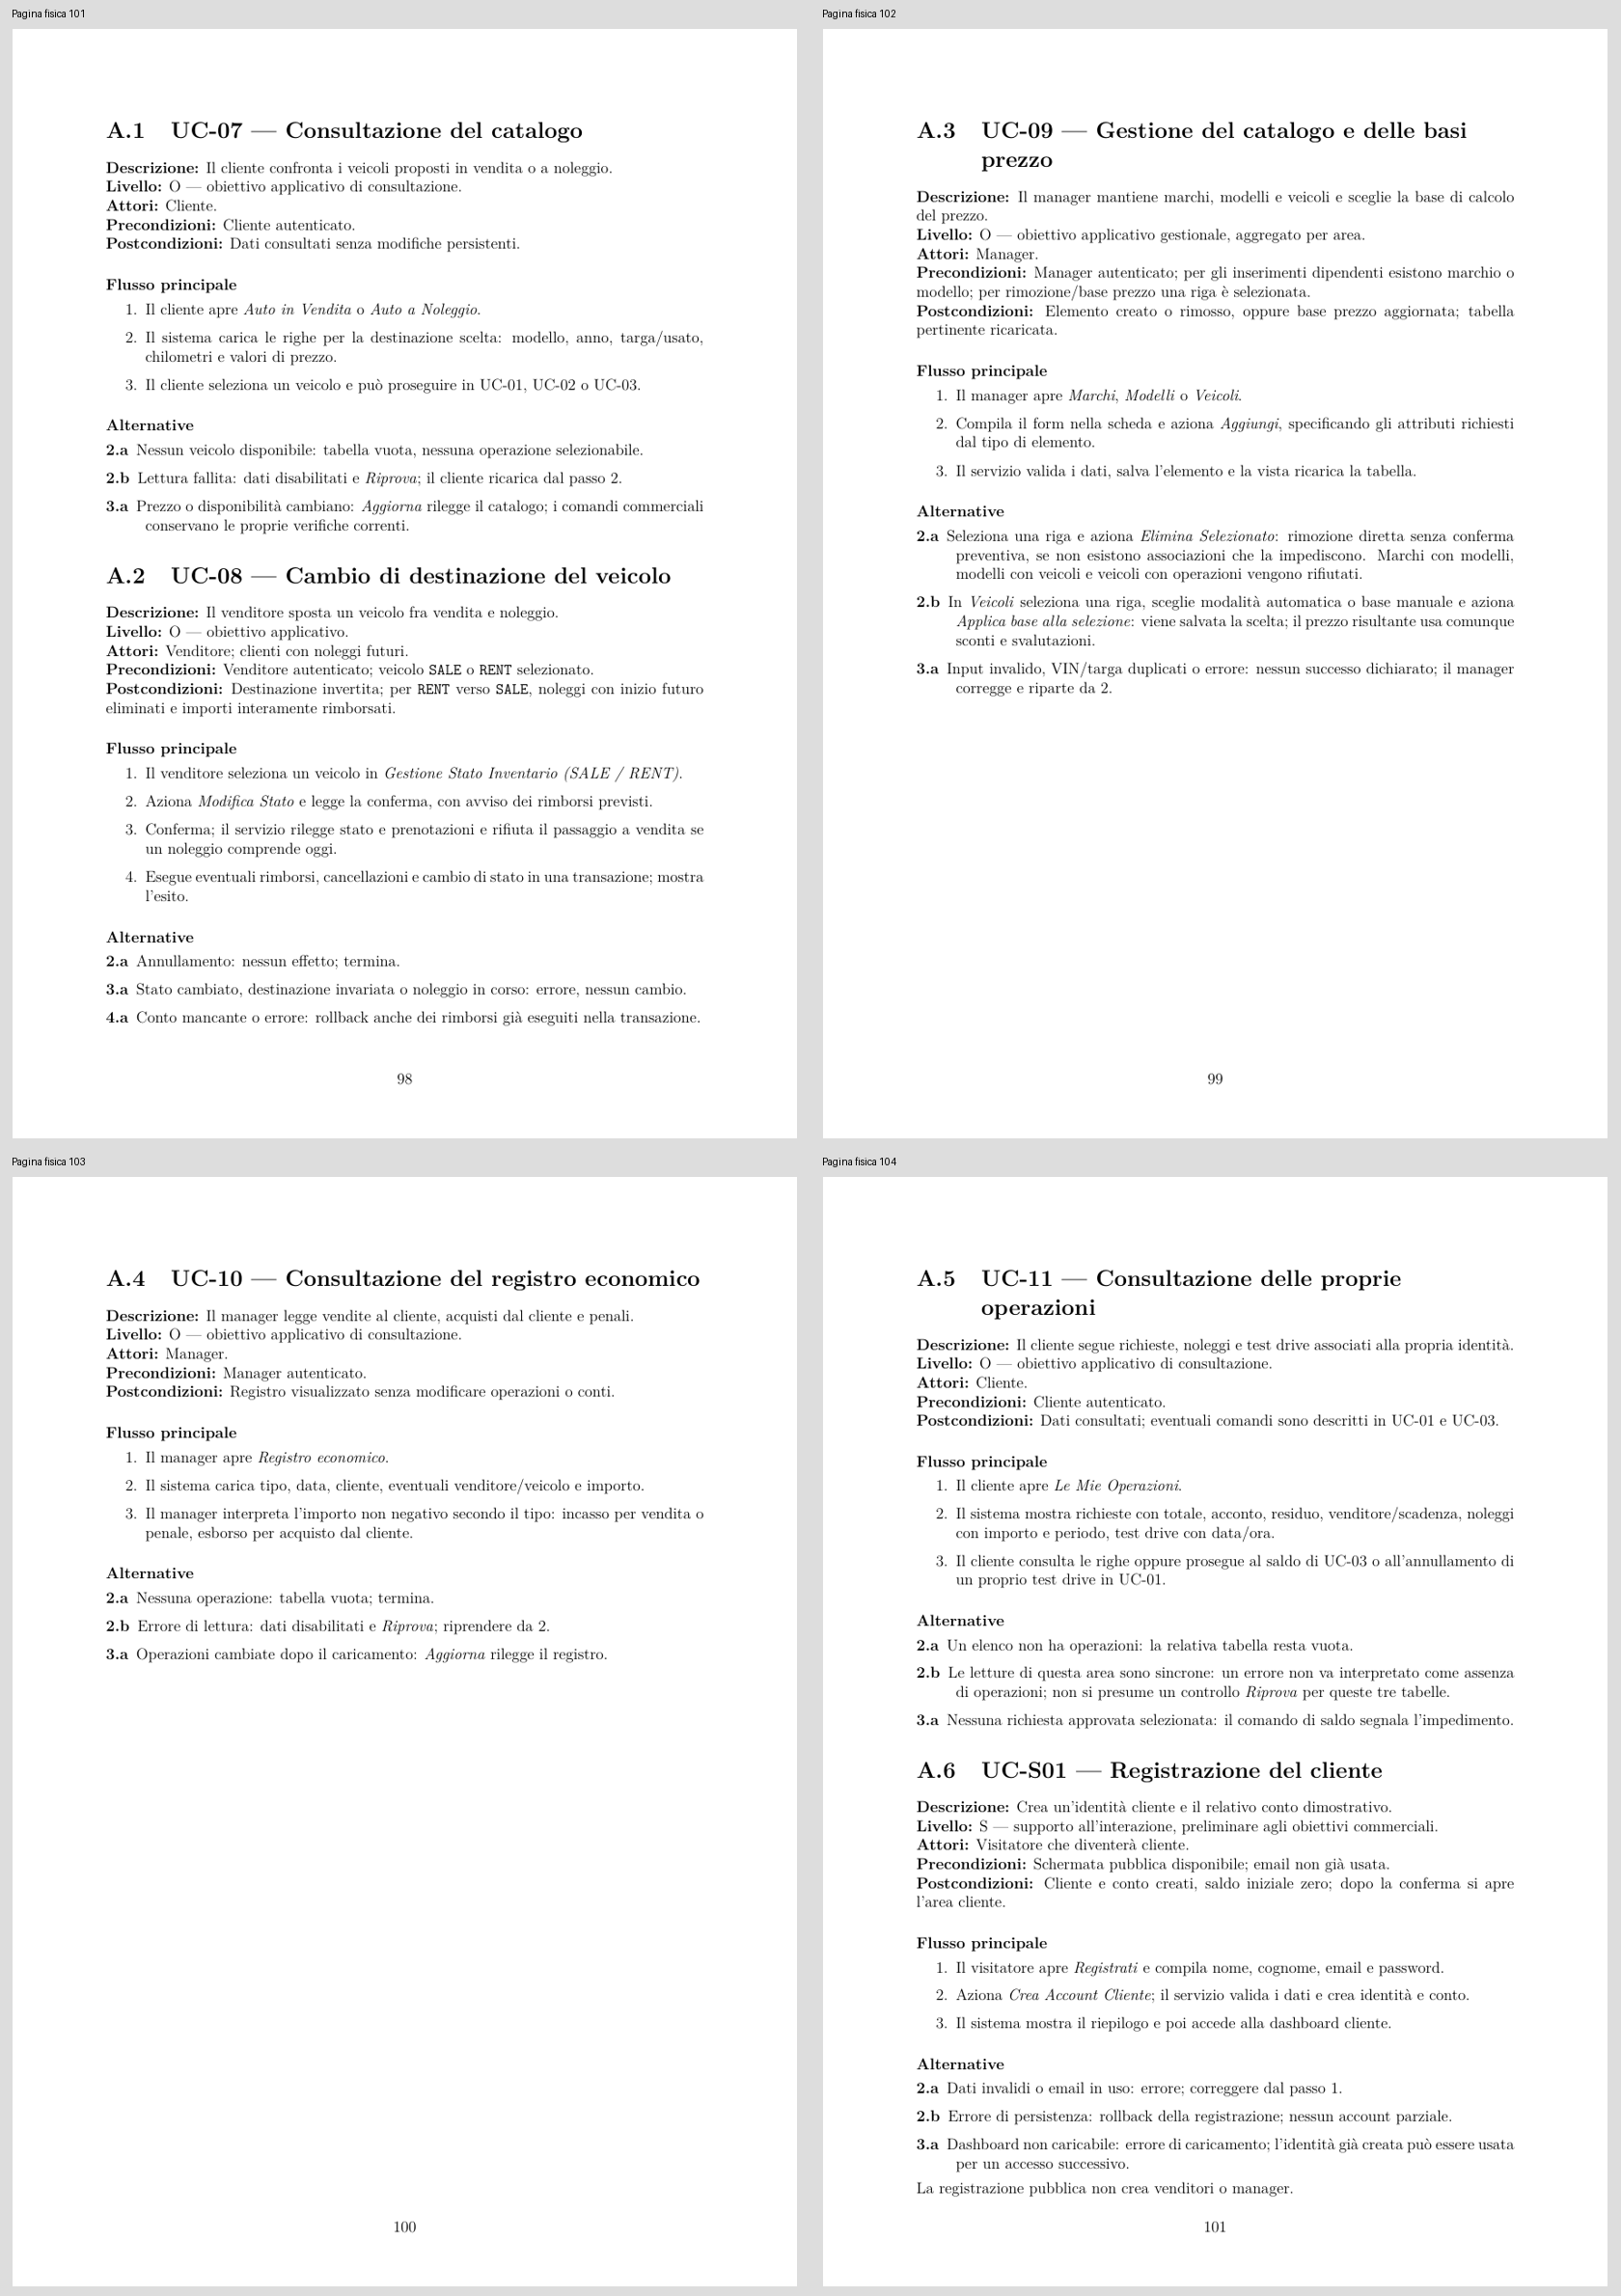 Pagina fisica 101
A.1 UC-07 — Consultazione del catalogo
Descrizione: Il cliente confronta i veicoli proposti in vendita o a noleggio.
Livello: O — obiettivo applicativo di consultazione.
Attori: Cliente.
Precondizioni: Cliente autenticato.
Postcondizioni: Dati consultati senza modifiche persistenti.
Flusso principale
1. Il cliente apre Auto in Vendita o Auto a Noleggio.
2. Il sistema carica le righe per la destinazione scelta: modello, anno, targa/usato,
chilometri e valori di prezzo.
3. Il cliente seleziona un veicolo e può proseguire in UC-01, UC-02 o UC-03.
Alternative
2.a Nessun veicolo disponibile: tabella vuota, nessuna operazione selezionabile.
2.b Lettura fallita: dati disabilitati e Riprova; il cliente ricarica dal passo 2.
3.a Prezzo o disponibilità cambiano: Aggiorna rilegge il catalogo; i comandi commerciali
conservano le proprie verifiche correnti.
A.2 UC-08 — Cambio di destinazione del veicolo
Descrizione: Il venditore sposta un veicolo fra vendita e noleggio.
Livello: O — obiettivo applicativo.
Attori: Venditore; clienti con noleggi futuri.
Precondizioni: Venditore autenticato; veicolo SALE o RENT selezionato.
Postcondizioni: Destinazione invertita; per RENT verso SALE, noleggi con inizio futuro
eliminati e importi interamente rimborsati.
Flusso principale
1. Il venditore seleziona un veicolo in Gestione Stato Inventario (SALE / RENT).
2. Aziona Modifica Stato e legge la conferma, con avviso dei rimborsi previsti.
3. Conferma; il servizio rilegge stato e prenotazioni e rifiuta il passaggio a vendita se
un noleggio comprende oggi.
4. Esegue eventuali rimborsi, cancellazioni e cambio di stato in una transazione; mostra
l'esito.
Alternative
2.a Annullamento: nessun effetto; termina.
3.a Stato cambiato, destinazione invariata o noleggio in corso: errore, nessun cambio.
4.a Conto mancante o errore: rollback anche dei rimborsi già eseguiti nella transazione.
98
Pagina fisica 102
A.3 UC-09 — Gestione del catalogo e delle basi
prezzo
Descrizione: Il manager mantiene marchi, modelli e veicoli e sceglie la base di calcolo
del prezzo.
Livello: O — obiettivo applicativo gestionale, aggregato per area.
Attori: Manager.
Precondizioni: Manager autenticato; per gli inserimenti dipendenti esistono marchio o
modello; per rimozione/base prezzo una riga è selezionata.
Postcondizioni: Elemento creato o rimosso, oppure base prezzo aggiornata; tabella
pertinente ricaricata.
Flusso principale
1. Il manager apre Marchi, Modelli o Veicoli.
2. Compila il form nella scheda e aziona Aggiungi, specificando gli attributi richiesti
dal tipo di elemento.
3. Il servizio valida i dati, salva l'elemento e la vista ricarica la tabella.
Alternative
2.a Seleziona una riga e aziona Elimina Selezionato: rimozione diretta senza conferma
preventiva, se non esistono associazioni che la impediscono. Marchi con modelli,
modelli con veicoli e veicoli con operazioni vengono rifiutati.
2.b In Veicoli seleziona una riga, sceglie modalità automatica o base manuale e aziona
Applica base alla selezione: viene salvata la scelta; il prezzo risultante usa comunque
sconti e svalutazioni.
3.a Input invalido, VIN/targa duplicati o errore: nessun successo dichiarato; il manager
corregge e riparte da 2.
99
Pagina fisica 103
A.4 UC-10 — Consultazione del registro economico
Descrizione: Il manager legge vendite al cliente, acquisti dal cliente e penali.
Livello: O — obiettivo applicativo di consultazione.
Attori: Manager.
Precondizioni: Manager autenticato.
Postcondizioni: Registro visualizzato senza modificare operazioni o conti.
Flusso principale
1. Il manager apre Registro economico.
2. Il sistema carica tipo, data, cliente, eventuali venditore/veicolo e importo.
3. Il manager interpreta l'importo non negativo secondo il tipo: incasso per vendita o
penale, esborso per acquisto dal cliente.
Alternative
2.a Nessuna operazione: tabella vuota; termina.
2.b Errore di lettura: dati disabilitati e Riprova; riprendere da 2.
3.a Operazioni cambiate dopo il caricamento: Aggiorna rilegge il registro.
100
Pagina fisica 104
A.5 UC-11 — Consultazione delle proprie
operazioni
Descrizione: Il cliente segue richieste, noleggi e test drive associati alla propria identità.
Livello: O — obiettivo applicativo di consultazione.
Attori: Cliente.
Precondizioni: Cliente autenticato.
Postcondizioni: Dati consultati; eventuali comandi sono descritti in UC-01 e UC-03.
Flusso principale
1. Il cliente apre Le Mie Operazioni.
2. Il sistema mostra richieste con totale, acconto, residuo, venditore/scadenza, noleggi
con importo e periodo, test drive con data/ora.
3. Il cliente consulta le righe oppure prosegue al saldo di UC-03 o all'annullamento di
un proprio test drive in UC-01.
Alternative
2.a Un elenco non ha operazioni: la relativa tabella resta vuota.
2.b Le letture di questa area sono sincrone: un errore non va interpretato come assenza
di operazioni; non si presume un controllo Riprova per queste tre tabelle.
3.a Nessuna richiesta approvata selezionata: il comando di saldo segnala l'impedimento.
A.6 UC-S01 — Registrazione del cliente
Descrizione: Crea un'identità cliente e il relativo conto dimostrativo.
Livello: S — supporto all'interazione, preliminare agli obiettivi commerciali.
Attori: Visitatore che diventerà cliente.
Precondizioni: Schermata pubblica disponibile; email non già usata.
Postcondizioni: Cliente e conto creati, saldo iniziale zero; dopo la conferma si apre
l'area cliente.
Flusso principale
1. Il visitatore apre Registrati e compila nome, cognome, email e password.
2. Aziona Crea Account Cliente; il servizio valida i dati e crea identità e conto.
3. Il sistema mostra il riepilogo e poi accede alla dashboard cliente.
Alternative
2.a Dati invalidi o email in uso: errore; correggere dal passo 1.
2.b Errore di persistenza: rollback della registrazione; nessun account parziale.
3.a Dashboard non caricabile: errore di caricamento; l'identità già creata può essere usata
per un accesso successivo.
La registrazione pubblica non crea venditori o manager.
101